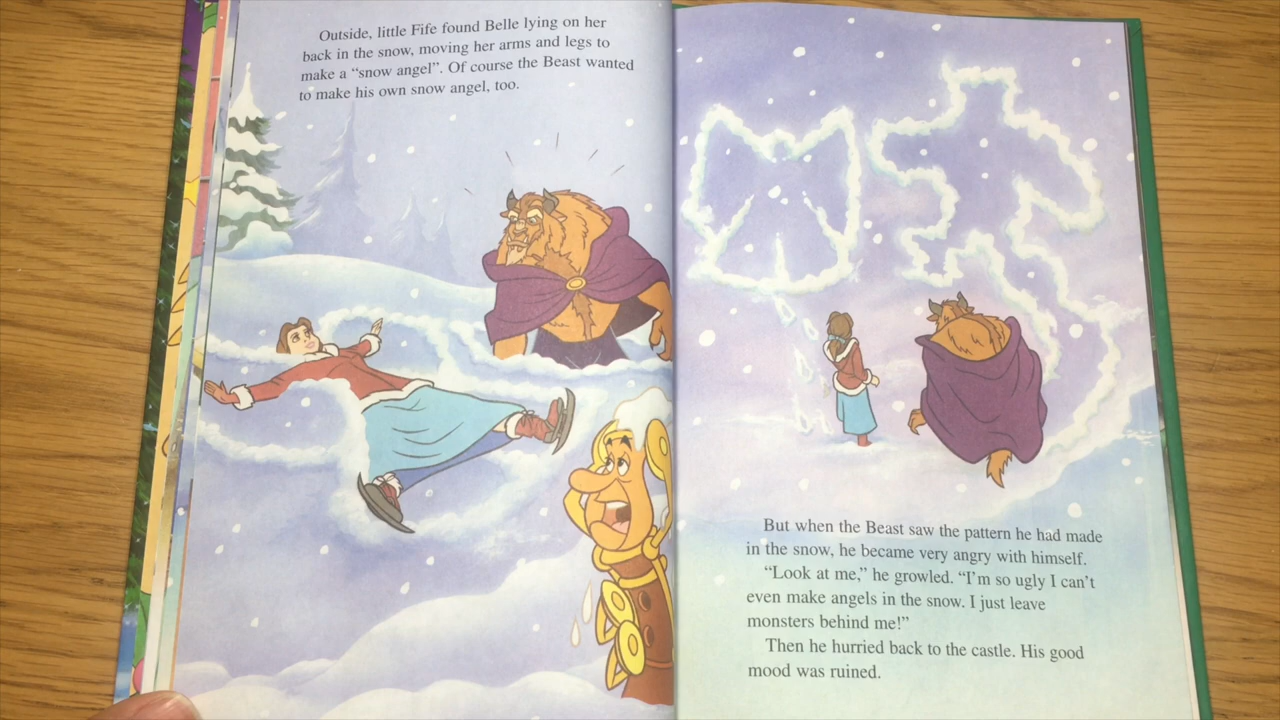 Outside, little Fife found Belle lying on her
back in the snow, moving her arms and legs to
make a “snow angel”. Of course the Beast wanted
to make his own snow angel, too.
But when the Beast saw the pattern he had made
in the snow, he became very angry with himself.
“Look at me,” he growled. “I’m so ugly I can’t
even make angels in the snow. I just leave
monsters behind me!”
Then he hurried back to the castle. His good
mood was ruined.